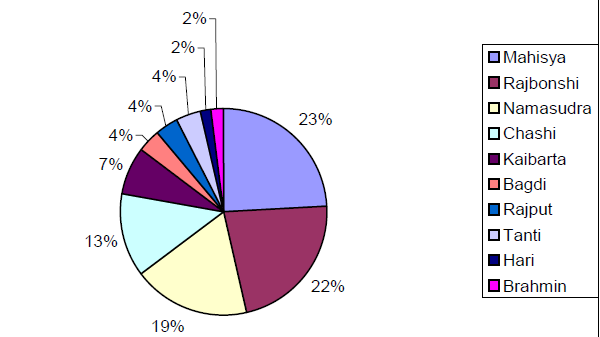 2%
2%
4%
4%
4%
7%
13%
19%
22%
23%
Mahisya
Rajbonshi
Namasudra
Chashi
Kaibarta
Bagdi
Rajput
Tanti
Hari
Brahmin